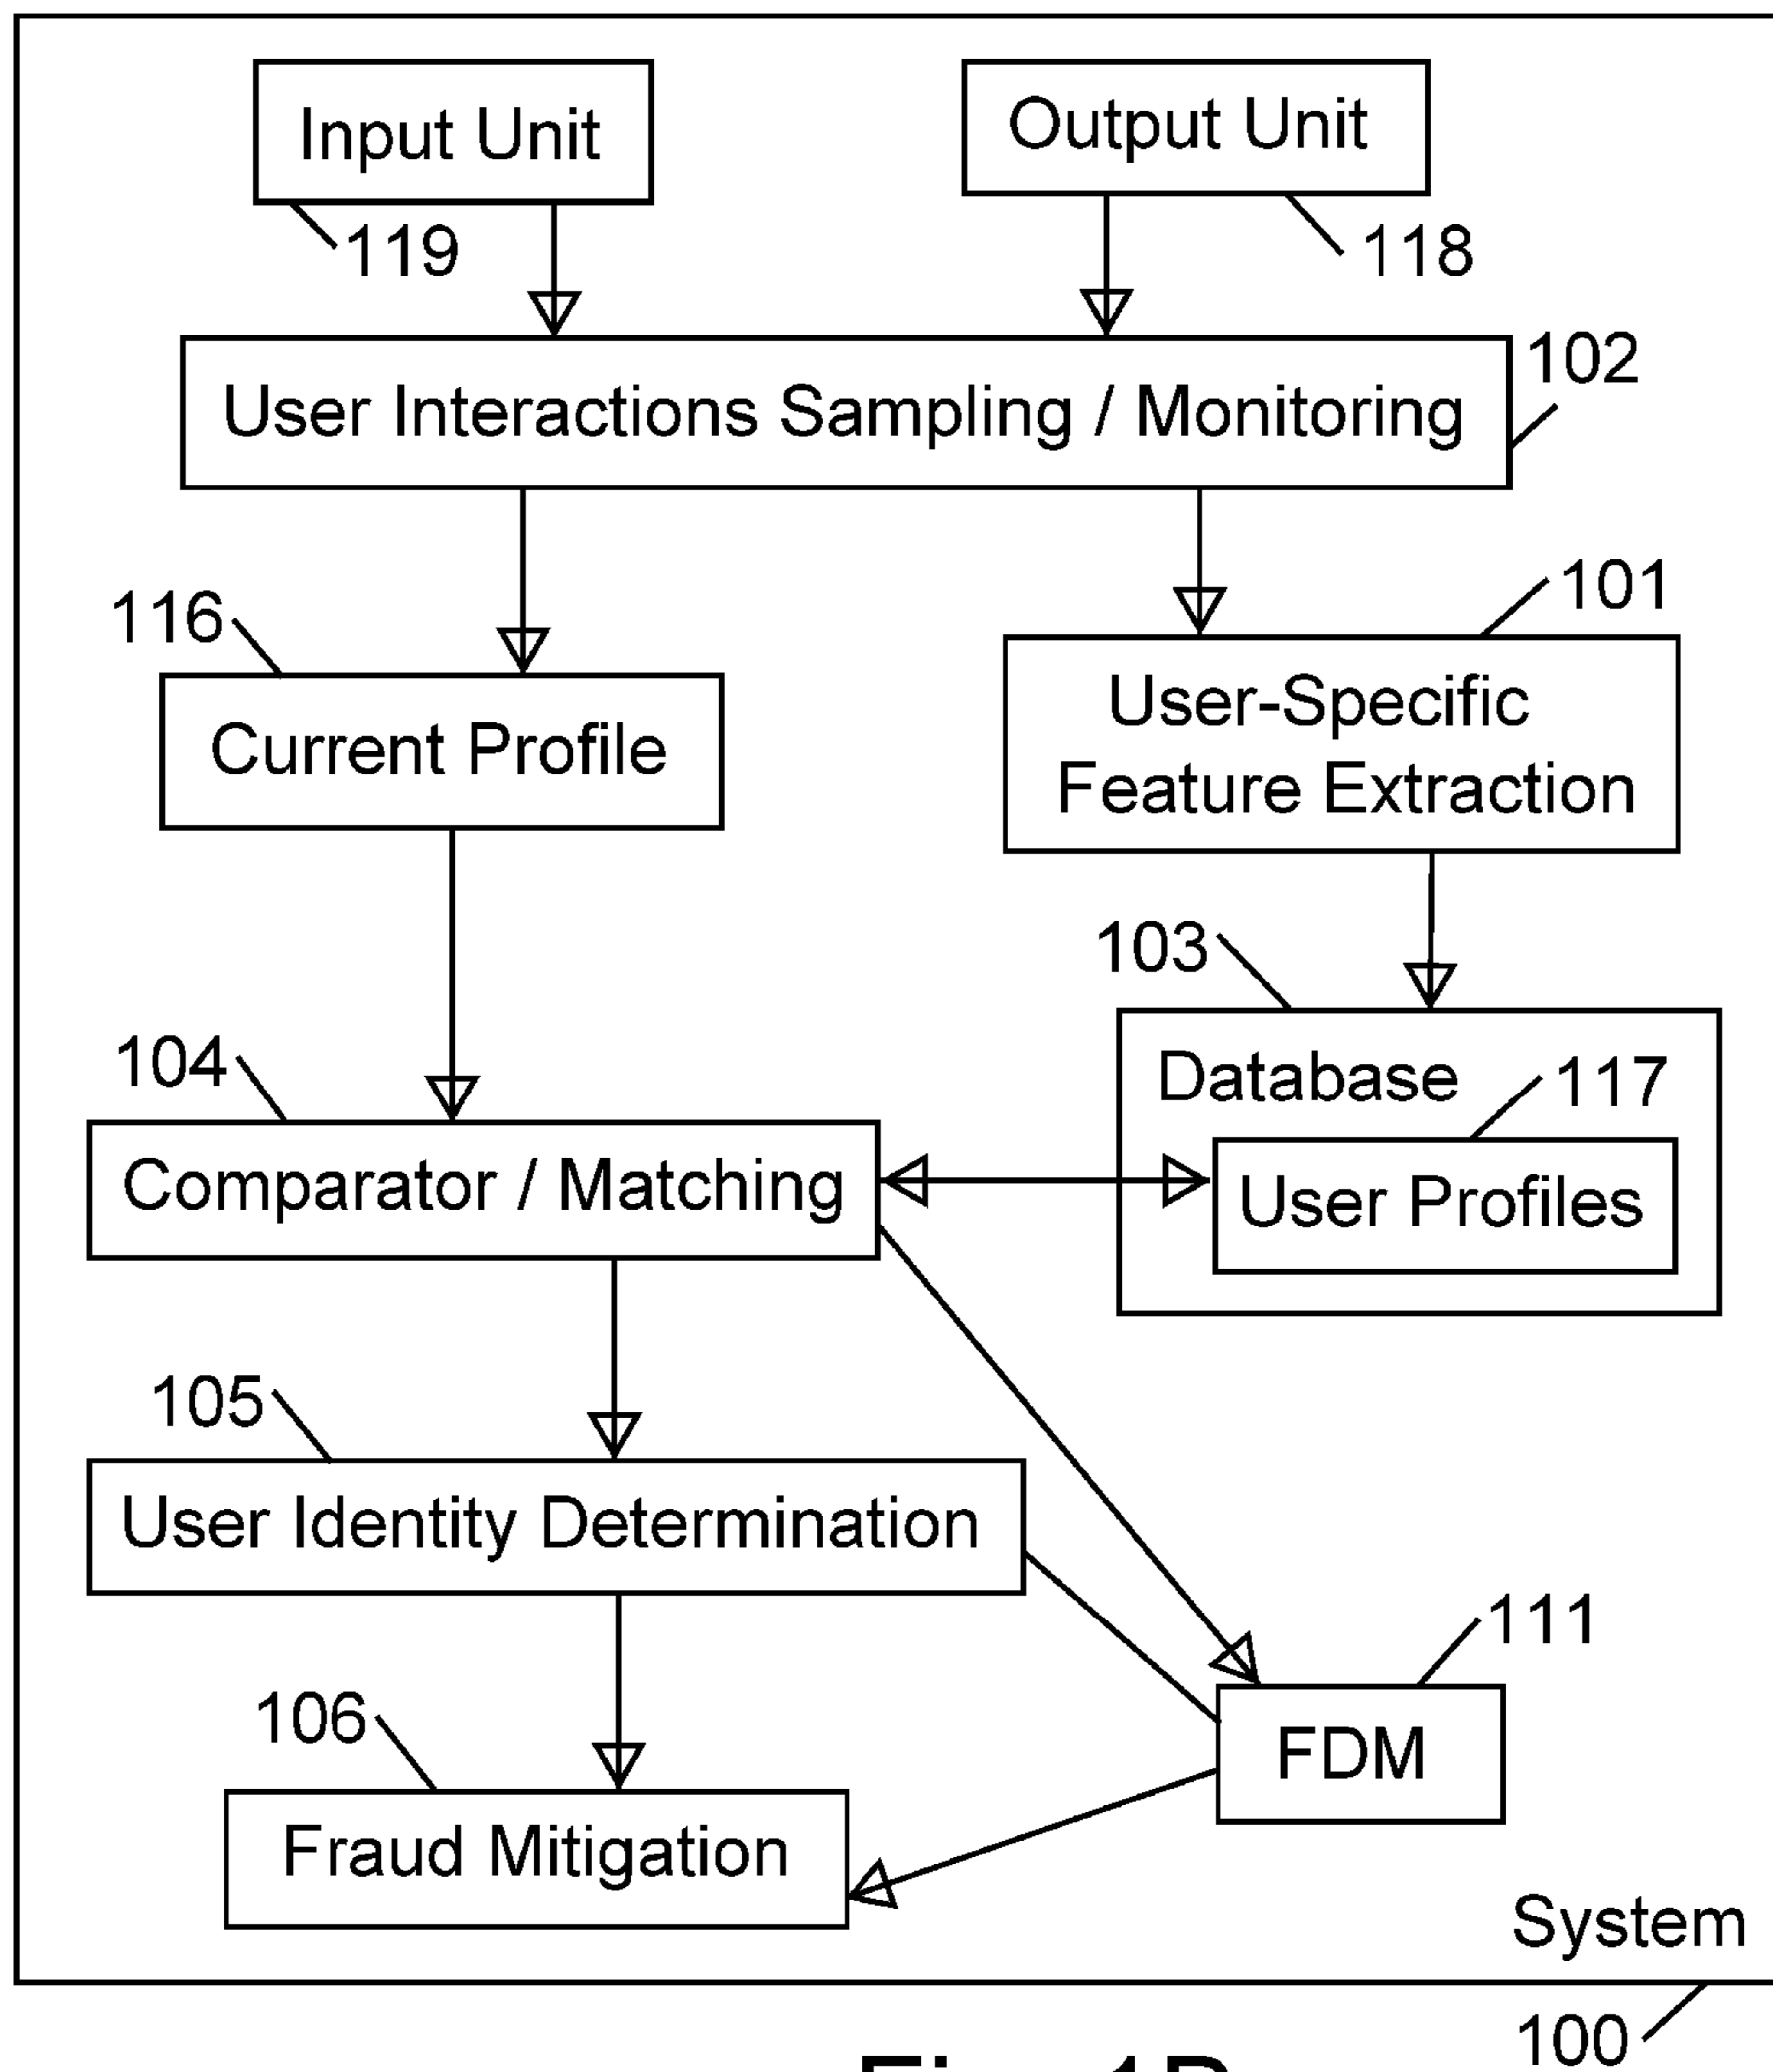 Input Unit
Output Unit
119
118
102
User Interactions Sampling / Monitoring
101
116
User-Specific
Feature Extraction
Current Profile
103
104
Database
117
Comparator / Matching
User Profiles
105
User Identity Determination
111
106
FDM
Fraud Mitigation
System
100